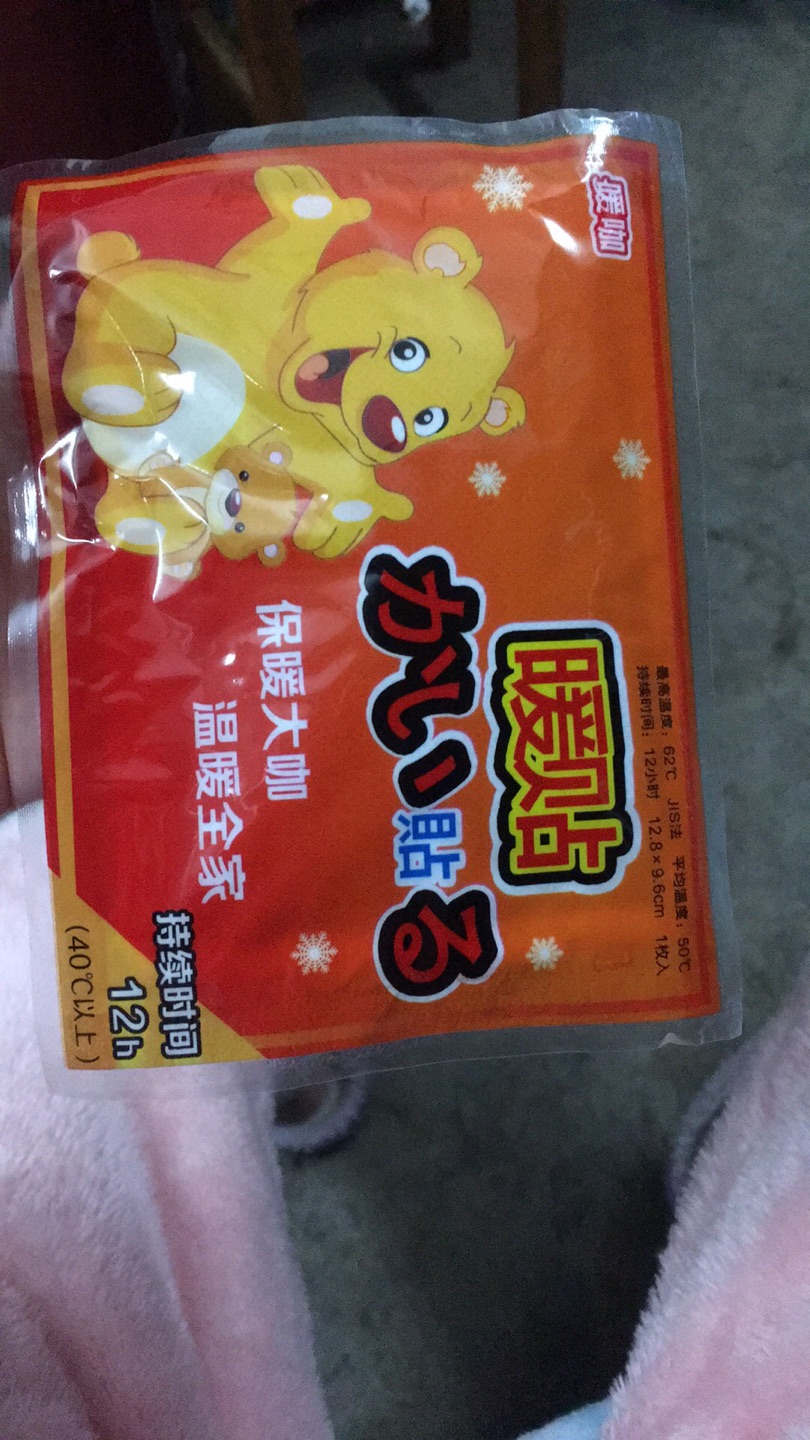 媛咖
最高温度：62℃ JIS法 平均温度：50℃
持续时间：12小时 12.8×9.6cm 1枚入
暖贴
かい貼る
保暖大咖
温暖全家
持续时间
12h
(40℃以上)